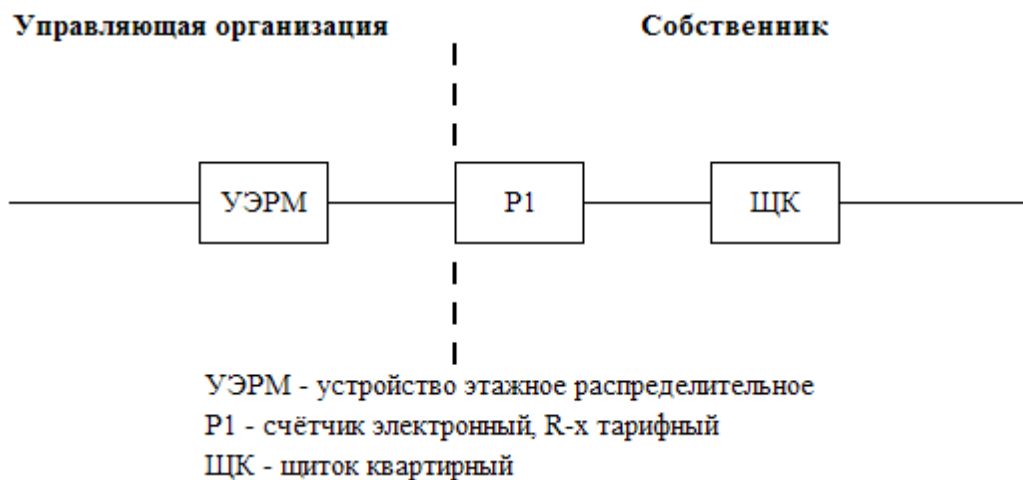 Управляющая организация
Собственник
УЭРМ
Р1
ЩК
УЭРМ - устройство этажное распределительное
Р1 - счётчик электронный, R-х тарифный
ЩК - щиток квартирный